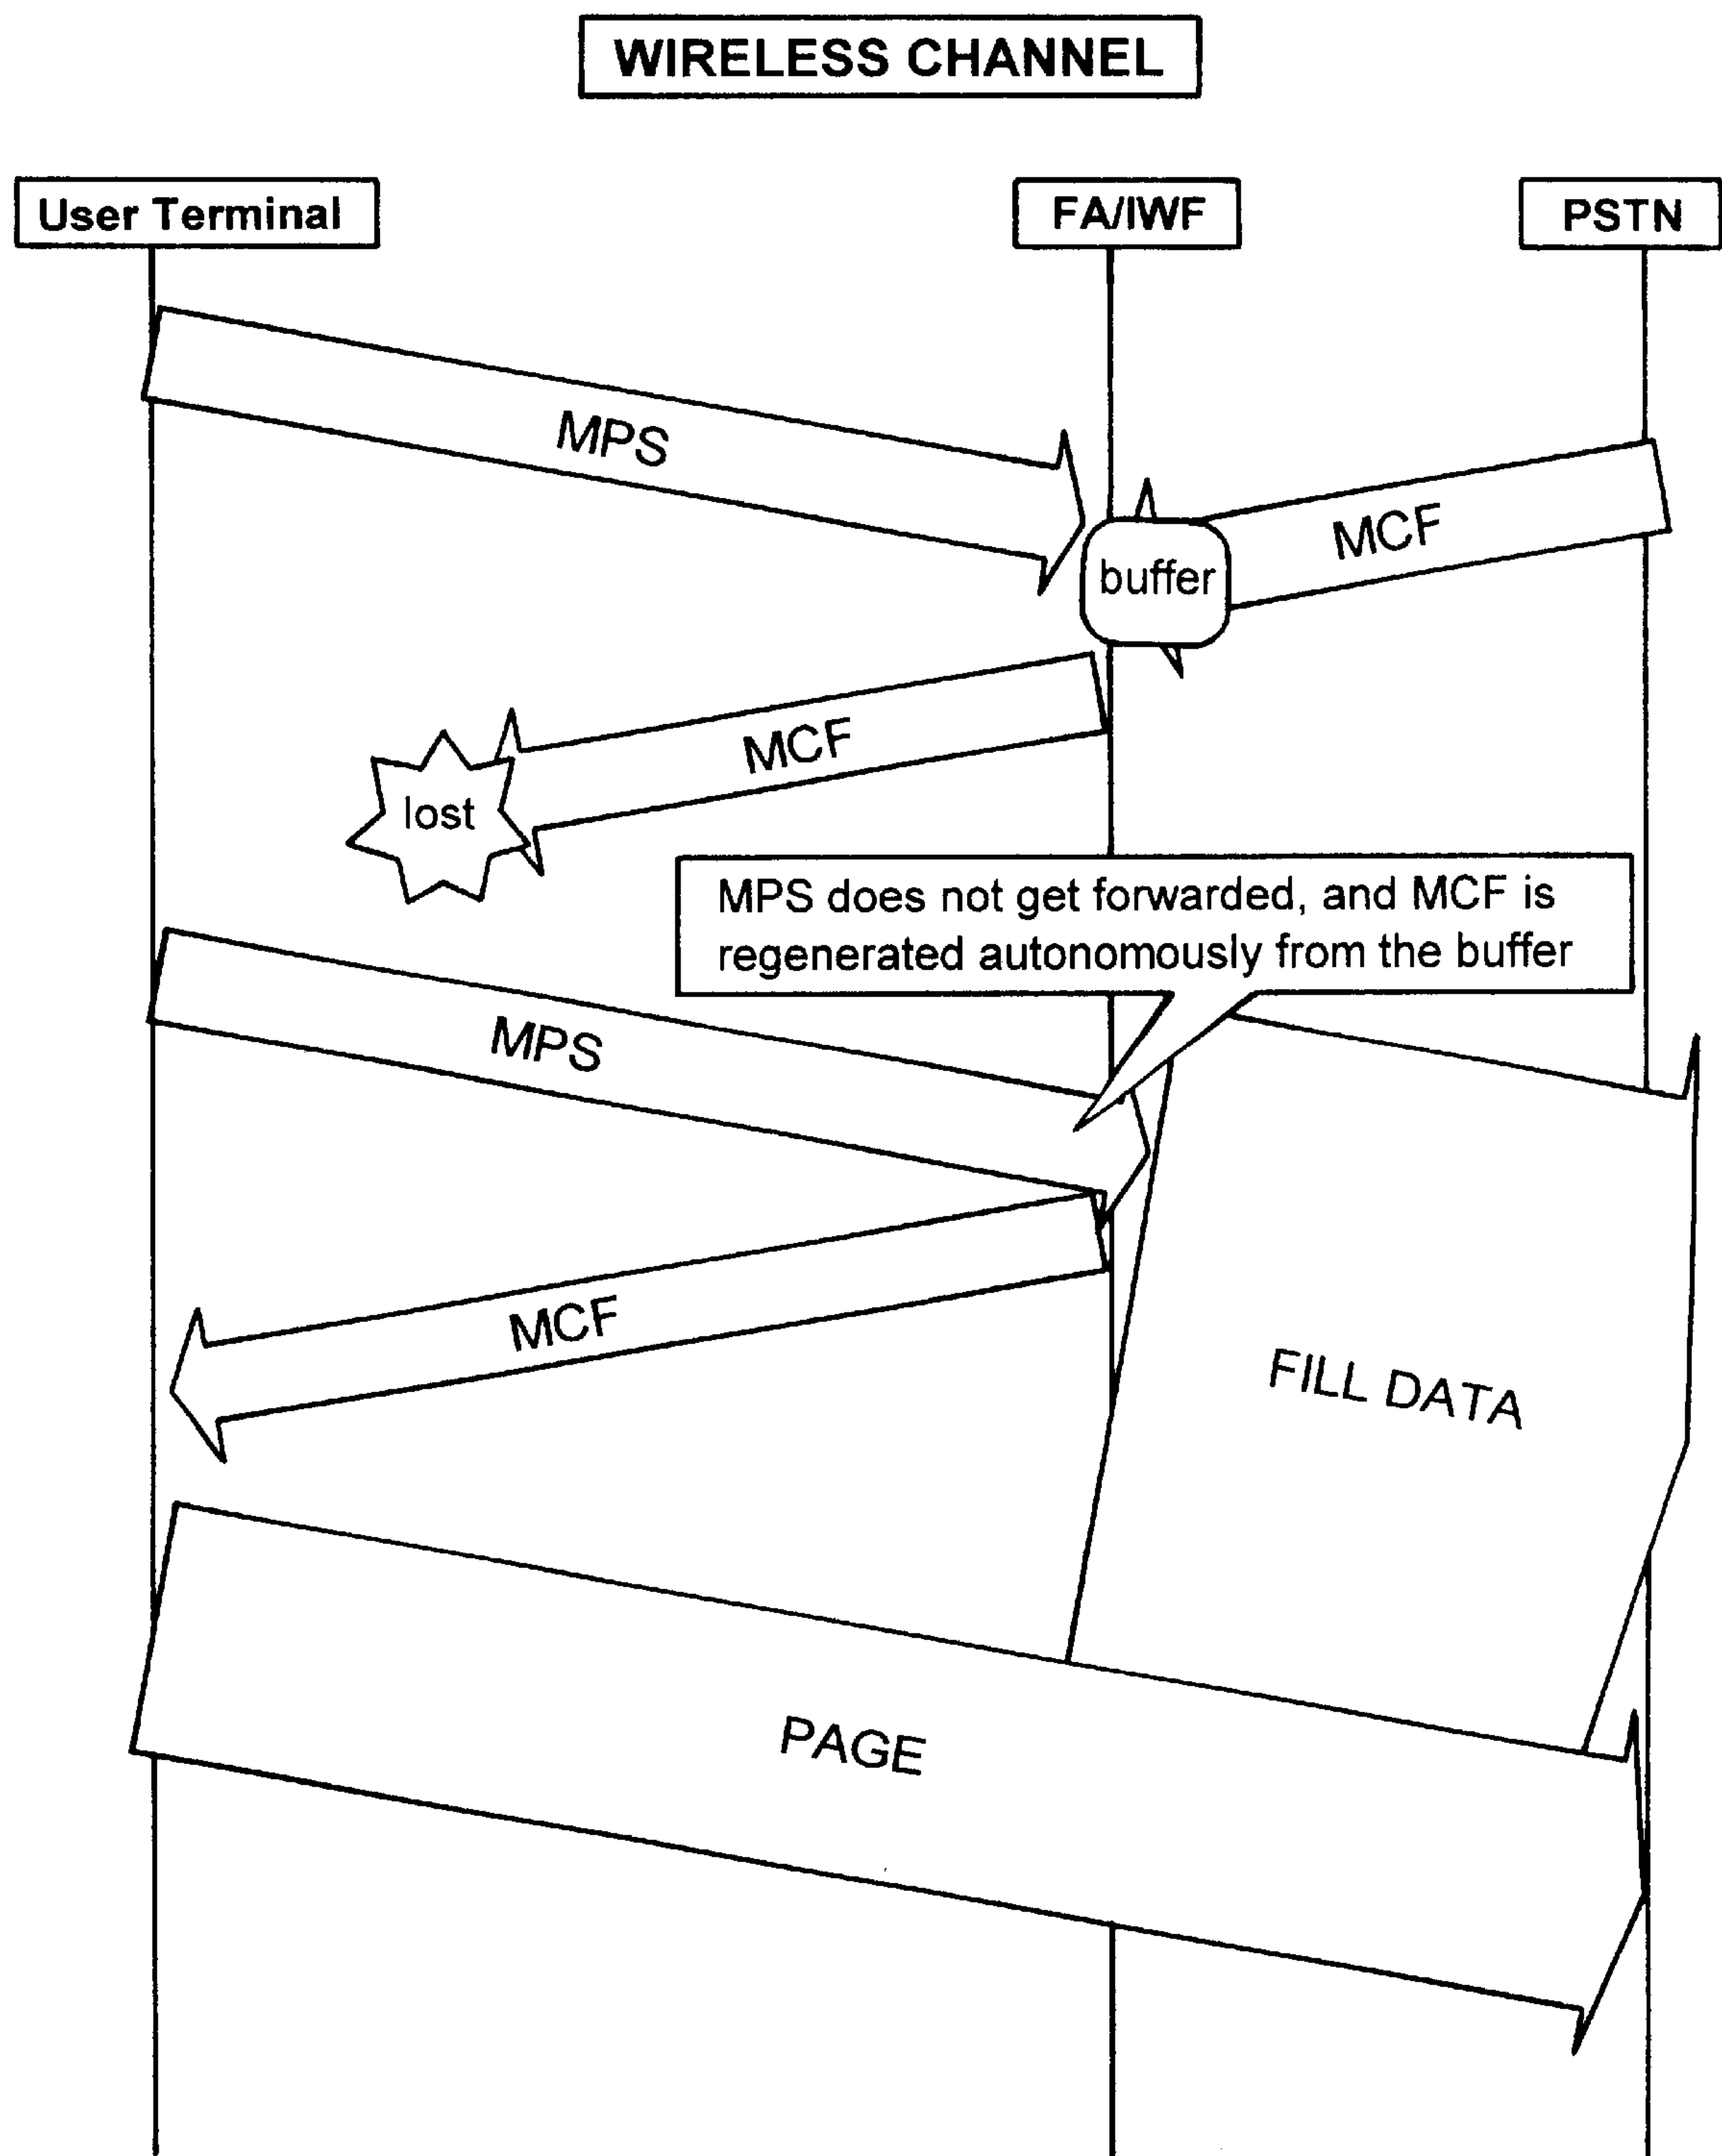 WIRELESS CHANNEL
User Terminal
FA/IWF
PSTN
MPS
MCF
buffer
MCF
lost
MPS does not get forwarded, and MCF is
regenerated autonomously from the buffer
MPS
MCF
FILL DATA
PAGE